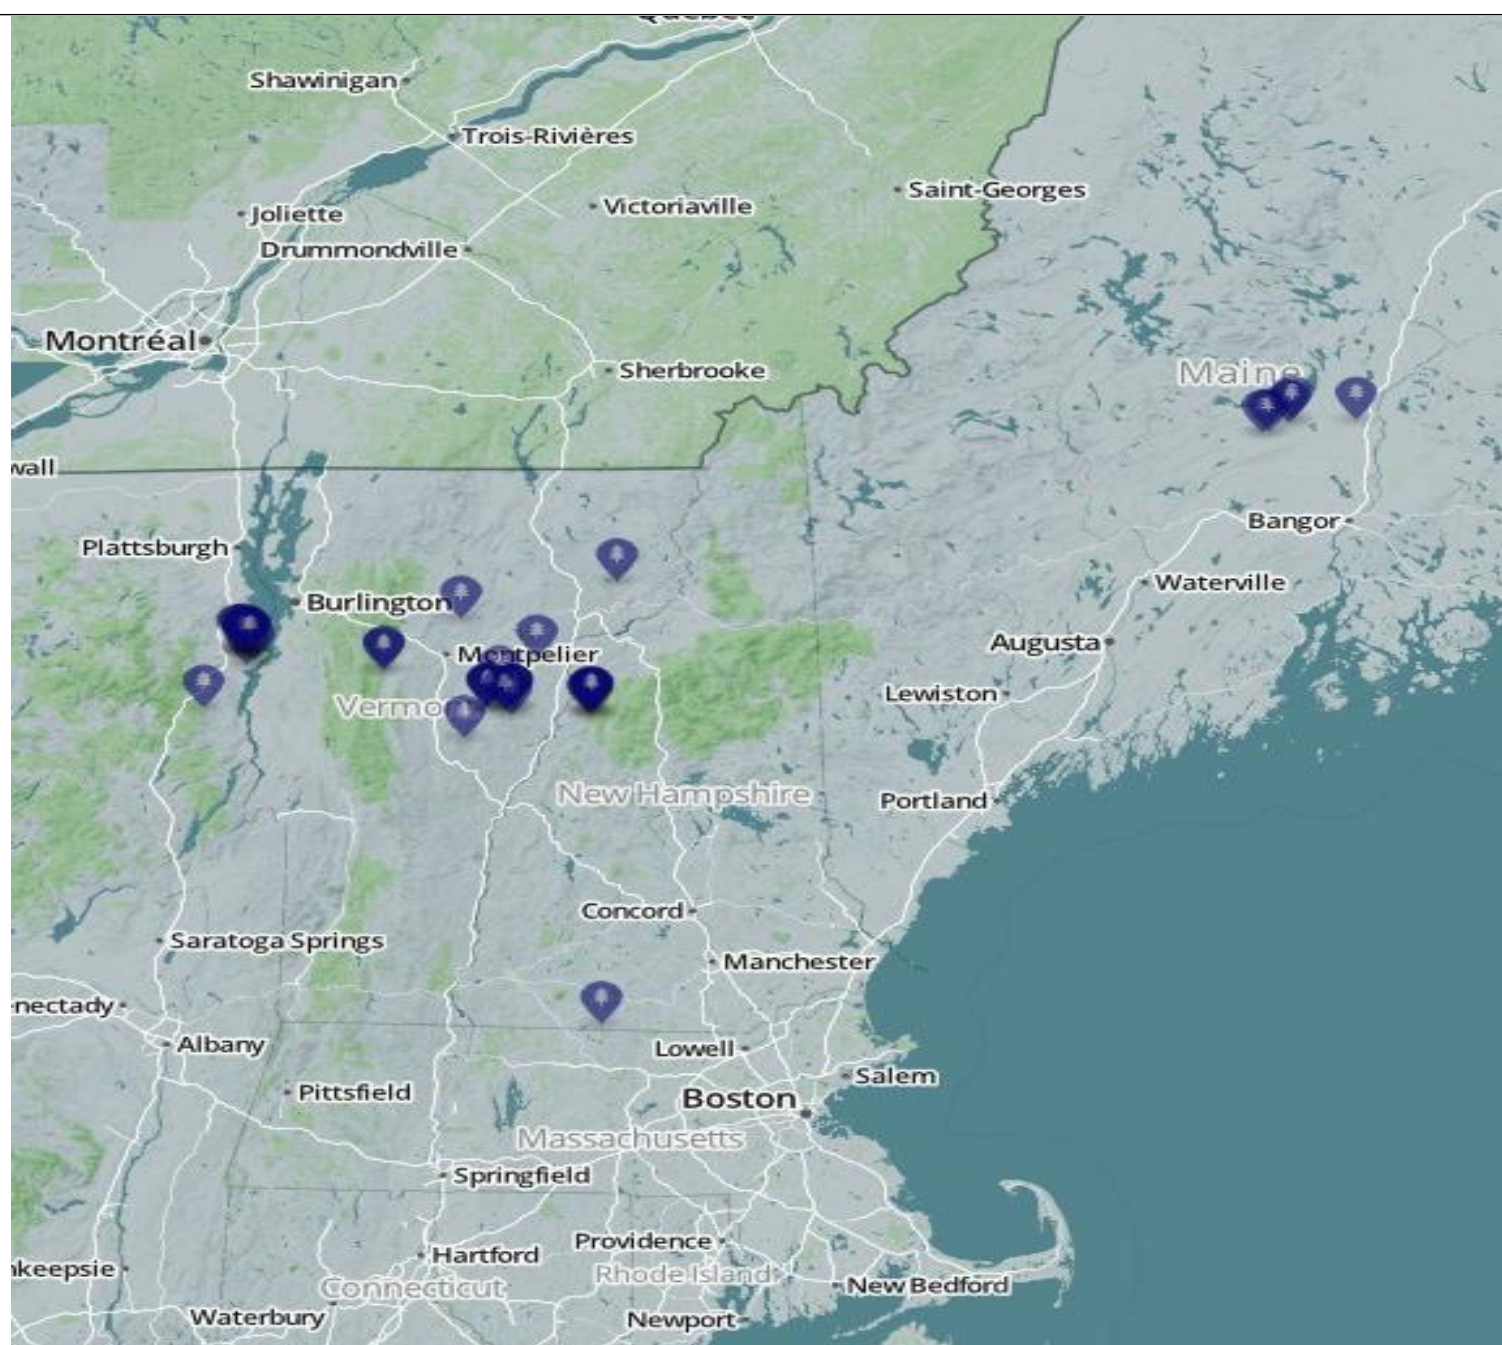 Québec
Shawinigan
Trois-Rivières
Saint-Georges
Victoriaville
Joliette
Drummondville
Montréal
Sherbrooke
Maine
wall
Bangor
Plattsburgh
Waterville
Burlington
Augusta
Montpelier
Lewiston
Vermo
New Hampshire
Portland
Concord
Saratoga Springs
Manchester
nectady
Albany
Lowell
Salem
Pittsfield
Boston
Massachusetts
Springfield
Providence
Hartford
nkeepsie
Rhode Island
New Bedford
Connecticut
Waterbury
Newport